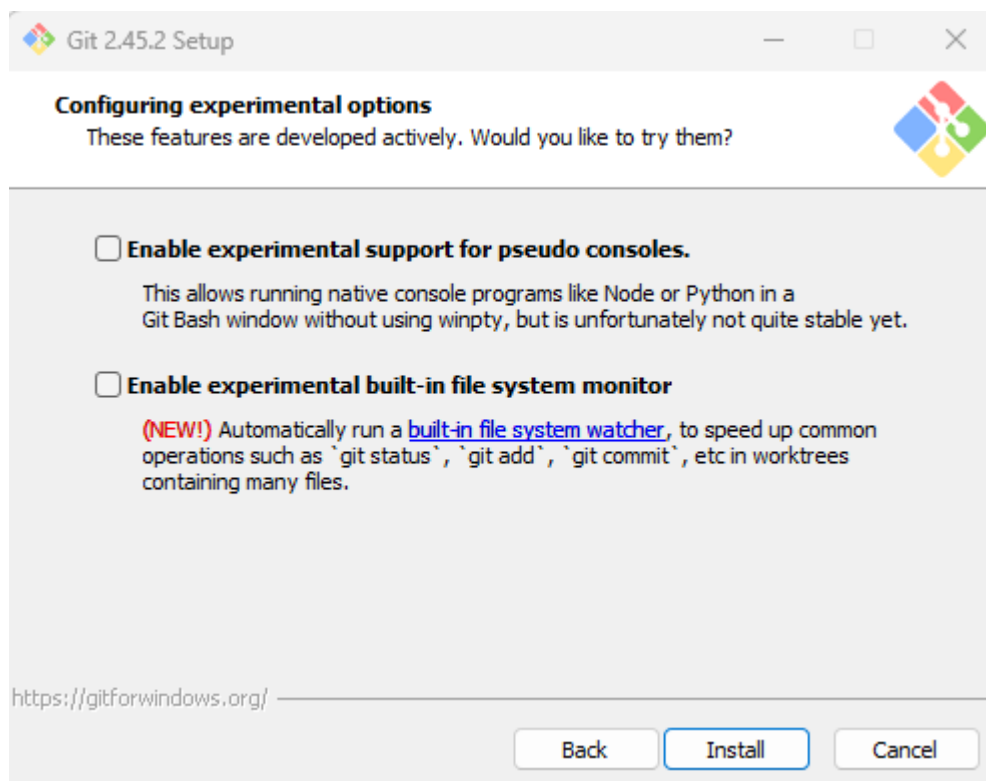 Git 2.45.2 Setup
Configuring experimental options
These features are developed actively. Would you like to try them?
Enable experimental support for pseudo consoles.
This allows running native console programs like Node or Python in a
Git Bash window without using winpty, but is unfortunately not quite stable yet.
Enable experimental built-in file system monitor
(NEW!) Automatically run a built-in file system watcher, to speed up common
operations such as `git status`, `git add`, `git commit`, etc in worktrees
containing many files.
https://gitforwindows.org/
Back Install Cancel